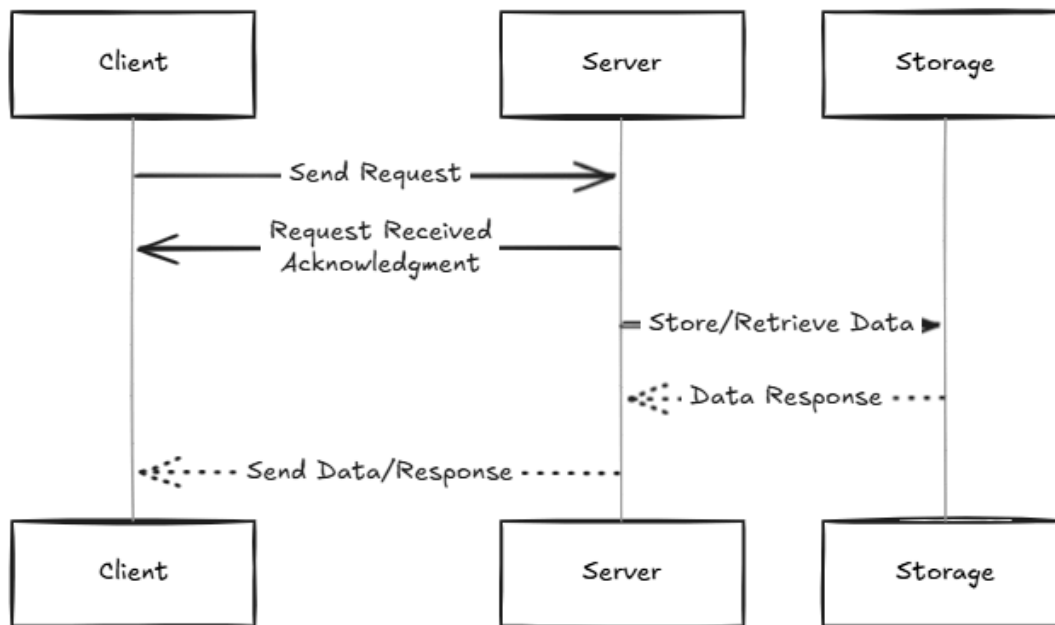 Client
Server
Storage
Send Request
Request Received
Acknowledgment
Store/Retrieve Data
Data Response
Send Data/Response
Client
Server
Storage